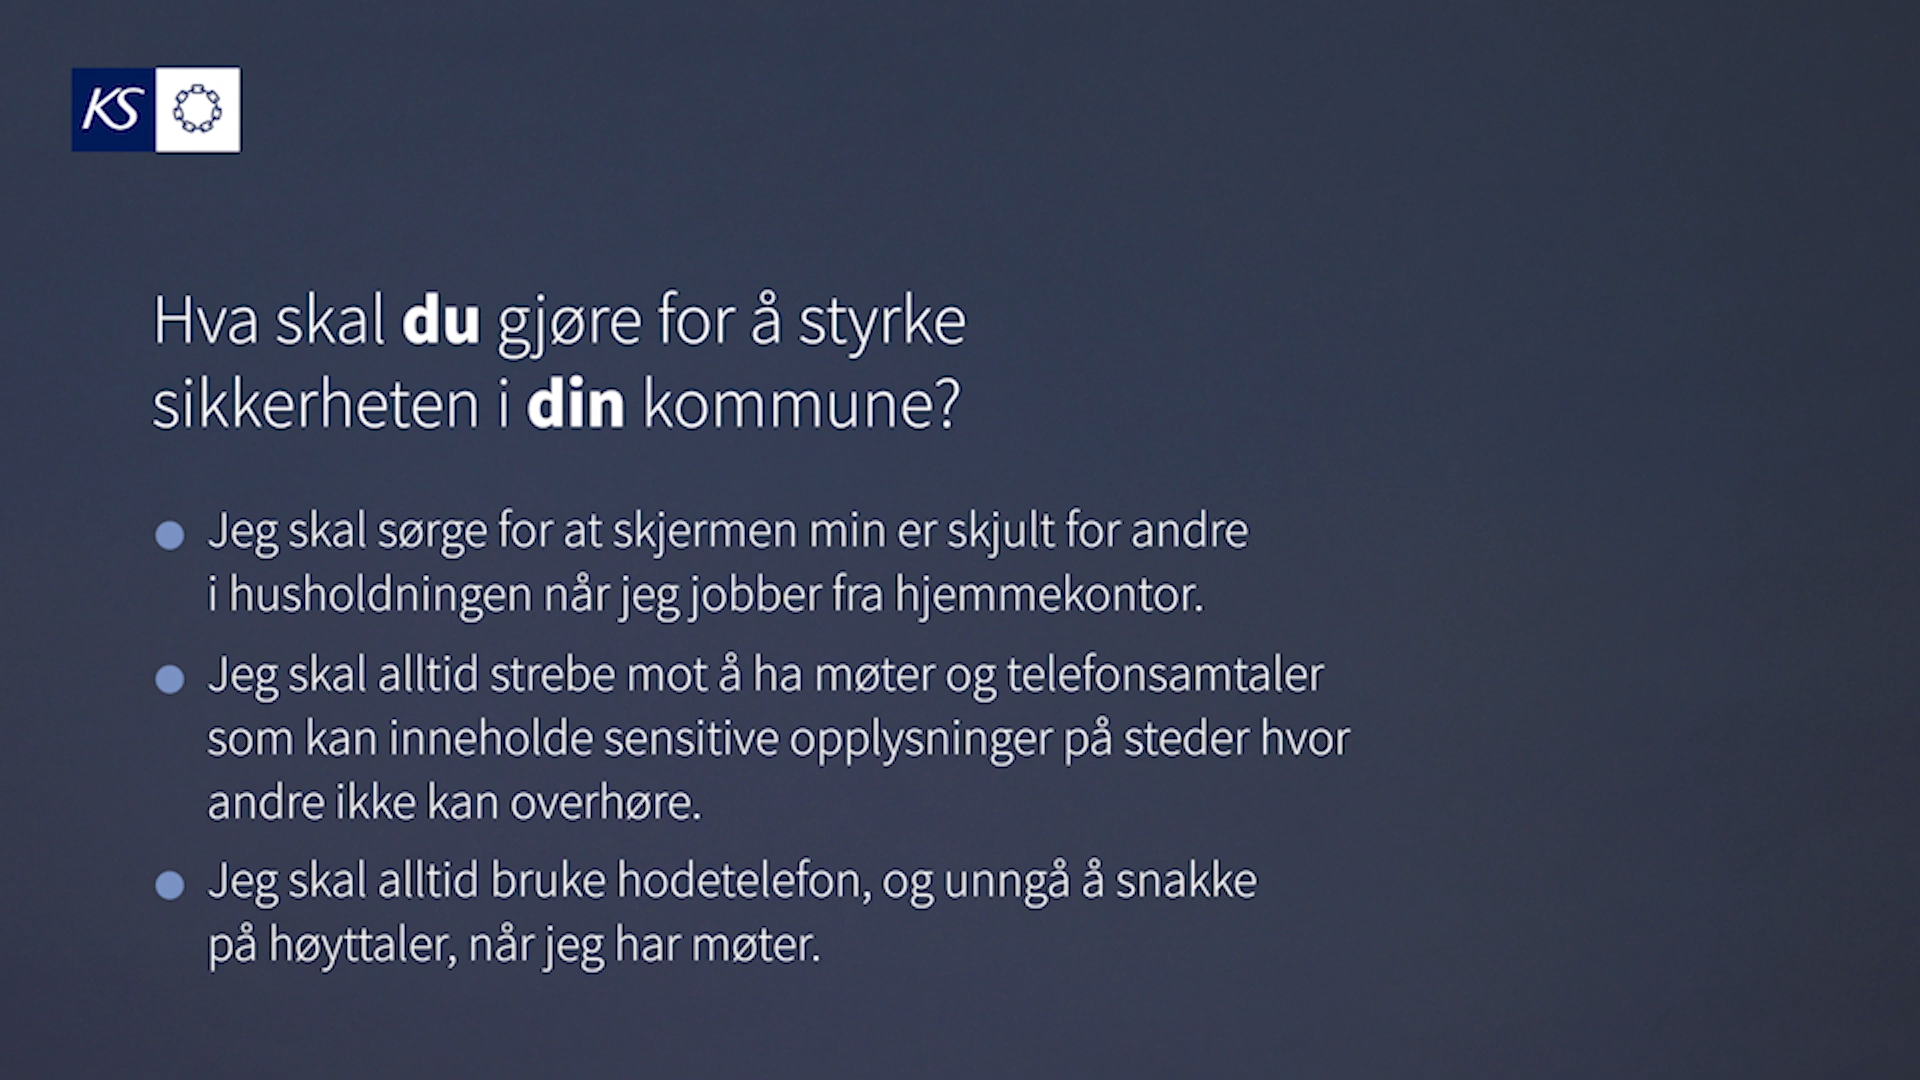 KS
Hva skal du gjøre for å styrke
sikkerheten i din kommune?
Jeg skal sørge for at skjermen min er skjult for andre
i husholdningen når jeg jobber fra hjemmekontor.
Jeg skal alltid strebe mot å ha møter og telefonsamtaler
som kan inneholde sensitive opplysninger på steder hvor
andre ikke kan overhøre.
Jeg skal alltid bruke hodetelefon, og unngå å snakke
på høyttaler, når jeg har møter.